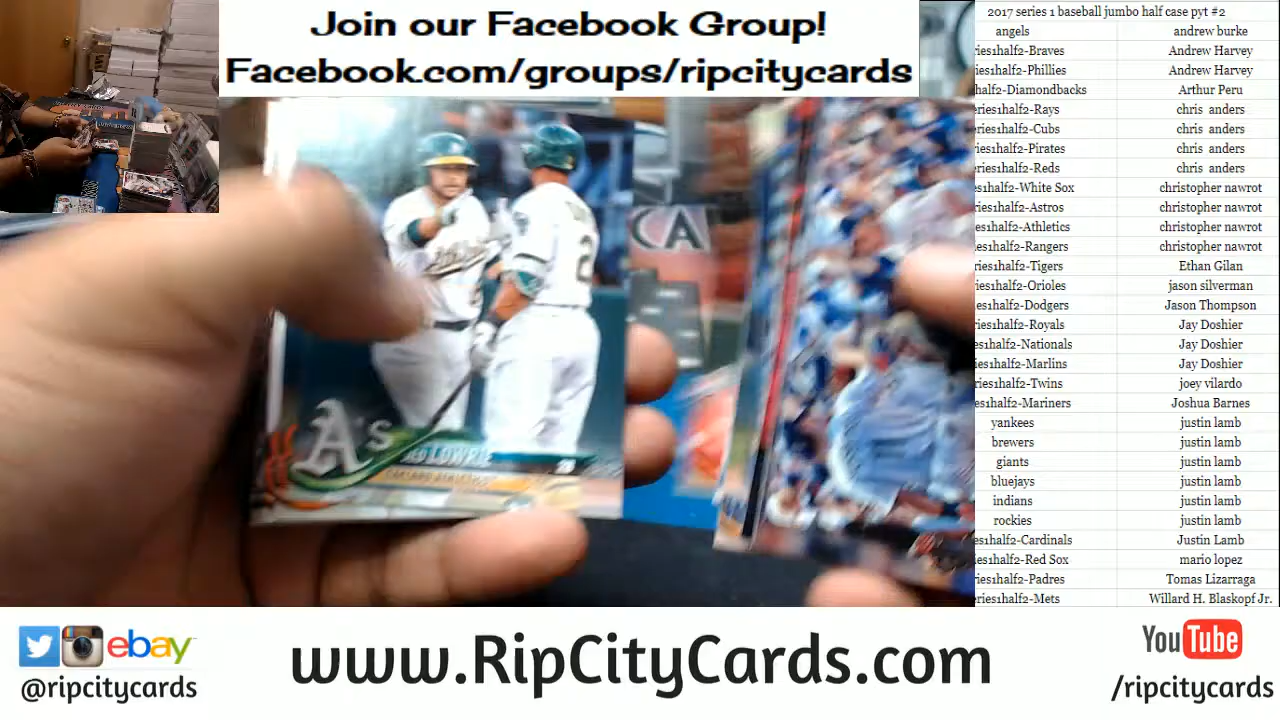 Join our Facebook Group!
Facebook.com/groups/ripcitycards
2017 series 1 baseball jumbo half case pyt #2
angels andrew burke
ries1half2-Braves Andrew Harvey
ries1half2-Phillies Andrew Harvey
half2-Diamondbacks Arthur Peru
eries1half2-Rays chris anders
eries1half2-Cubs chris anders
ries1half2-Pirates chris anders
eries1half2-Reds chris anders
es1half2-White Sox christopher nawrot
ries1half2-Astros christopher nawrot
es1half2-Athletics christopher nawrot
es1half2-Rangers christopher nawrot
ries1half2-Tigers Ethan Gilan
ies1half2-Orioles jason silverman
es1half2-Dodgers Jason Thompson
ries1half2-Royals Jay Doshier
es1half2-Nationals Jay Doshier
ies1half2-Marlins Jay Doshier
ries1half2-Twins joey vilardo
es1half2-Mariners Joshua Barnes
yankees justin lamb
brewers justin lamb
giants justin lamb
bluejays justin lamb
indians justin lamb
rockies justin lamb
es1half2-Cardinals Justin Lamb
ies1half2-Red Sox mario lopez
ries1half2-Padres Tomas Lizarraga
eries1half2-Mets Willard H. Blaskopf Jr.
CA
A's
LOWRIE
ebay
@ripcitycards
www.RipCityCards.com
YouTube
/ripcitycards